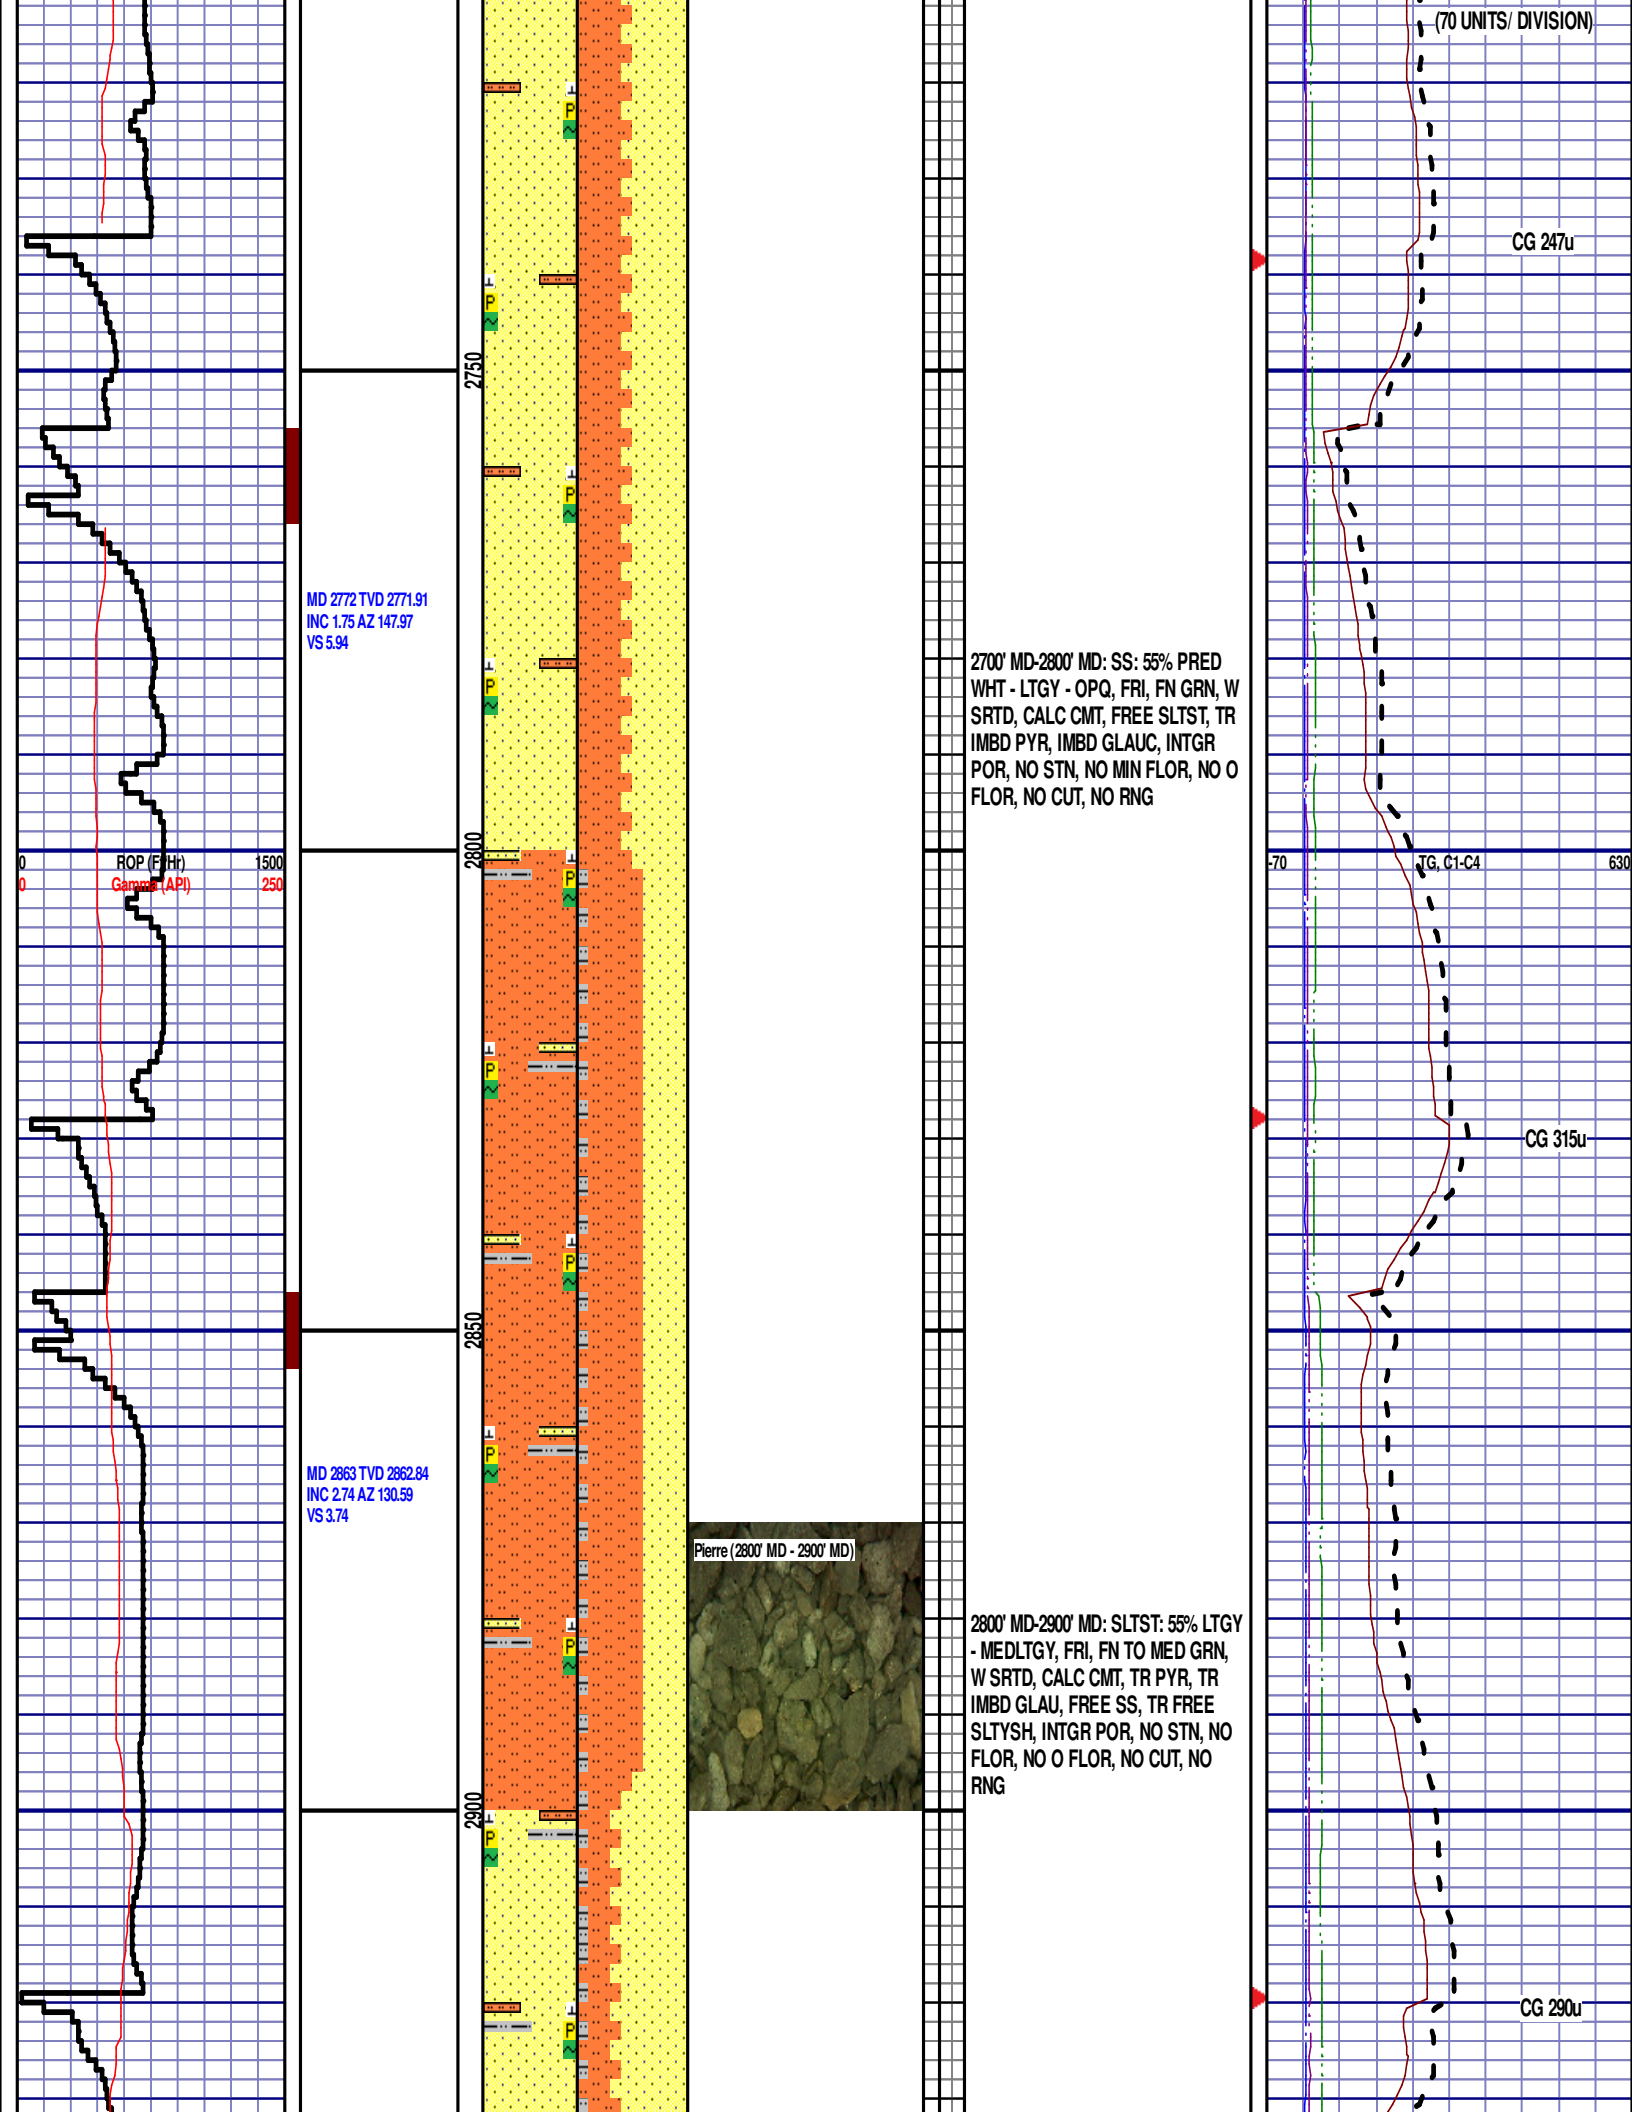 (70 UNITS/ DIVISION)
CG 247u
2750
MD 2772 TVD 2771.91
INC 1.75 AZ 147.97
VS 5.94
2700' MD-2800' MD: SS: 55% PRED
WHT - LTGY - OPQ, FRI, FN GRN, W
SRTD, CALC CMT, FREE SLTST, TR
IMBD PYR, IMBD GLAUC, INTGR
POR, NO STN, NO MIN FLOR, NO O
FLOR, NO CUT, NO RNG
2800
0 ROP (Ft/Hr) 1500
0 Gamma (API) 250
-70 TG, C1-C4 630
CG 315u
2850
MD 2863 TVD 2862.84
INC 2.74 AZ 130.59
VS 3.74
Pierre (2800' MD - 2900' MD)
2800' MD-2900' MD: SLTST: 55% LTGY
- MEDLTGY, FRI, FN TO MED GRN,
W SRTD, CALC CMT, TR PYR, TR
IMBD GLAU, FREE SS, TR FREE
SLTYSH, INTGR POR, NO STN, NO
FLOR, NO O FLOR, NO CUT, NO
RNG
2900
CG 290u
P
P
P
P
P
P
P
P
P
P
P